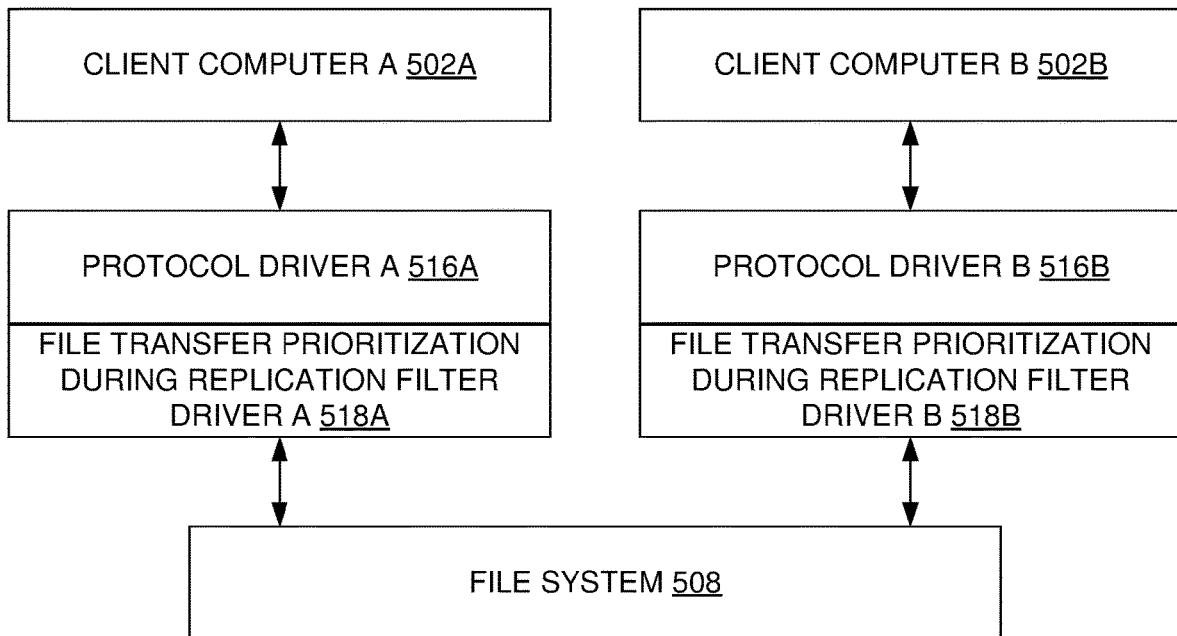 CLIENT COMPUTER A 502A
CLIENT COMPUTER B 502B
PROTOCOL DRIVER A 516A
PROTOCOL DRIVER B 516B
FILE TRANSFER PRIORITIZATION
DURING REPLICATION FILTER
DRIVER A 518A
FILE TRANSFER PRIORITIZATION
DURING REPLICATION FILTER
DRIVER B 518B
FILE SYSTEM 508